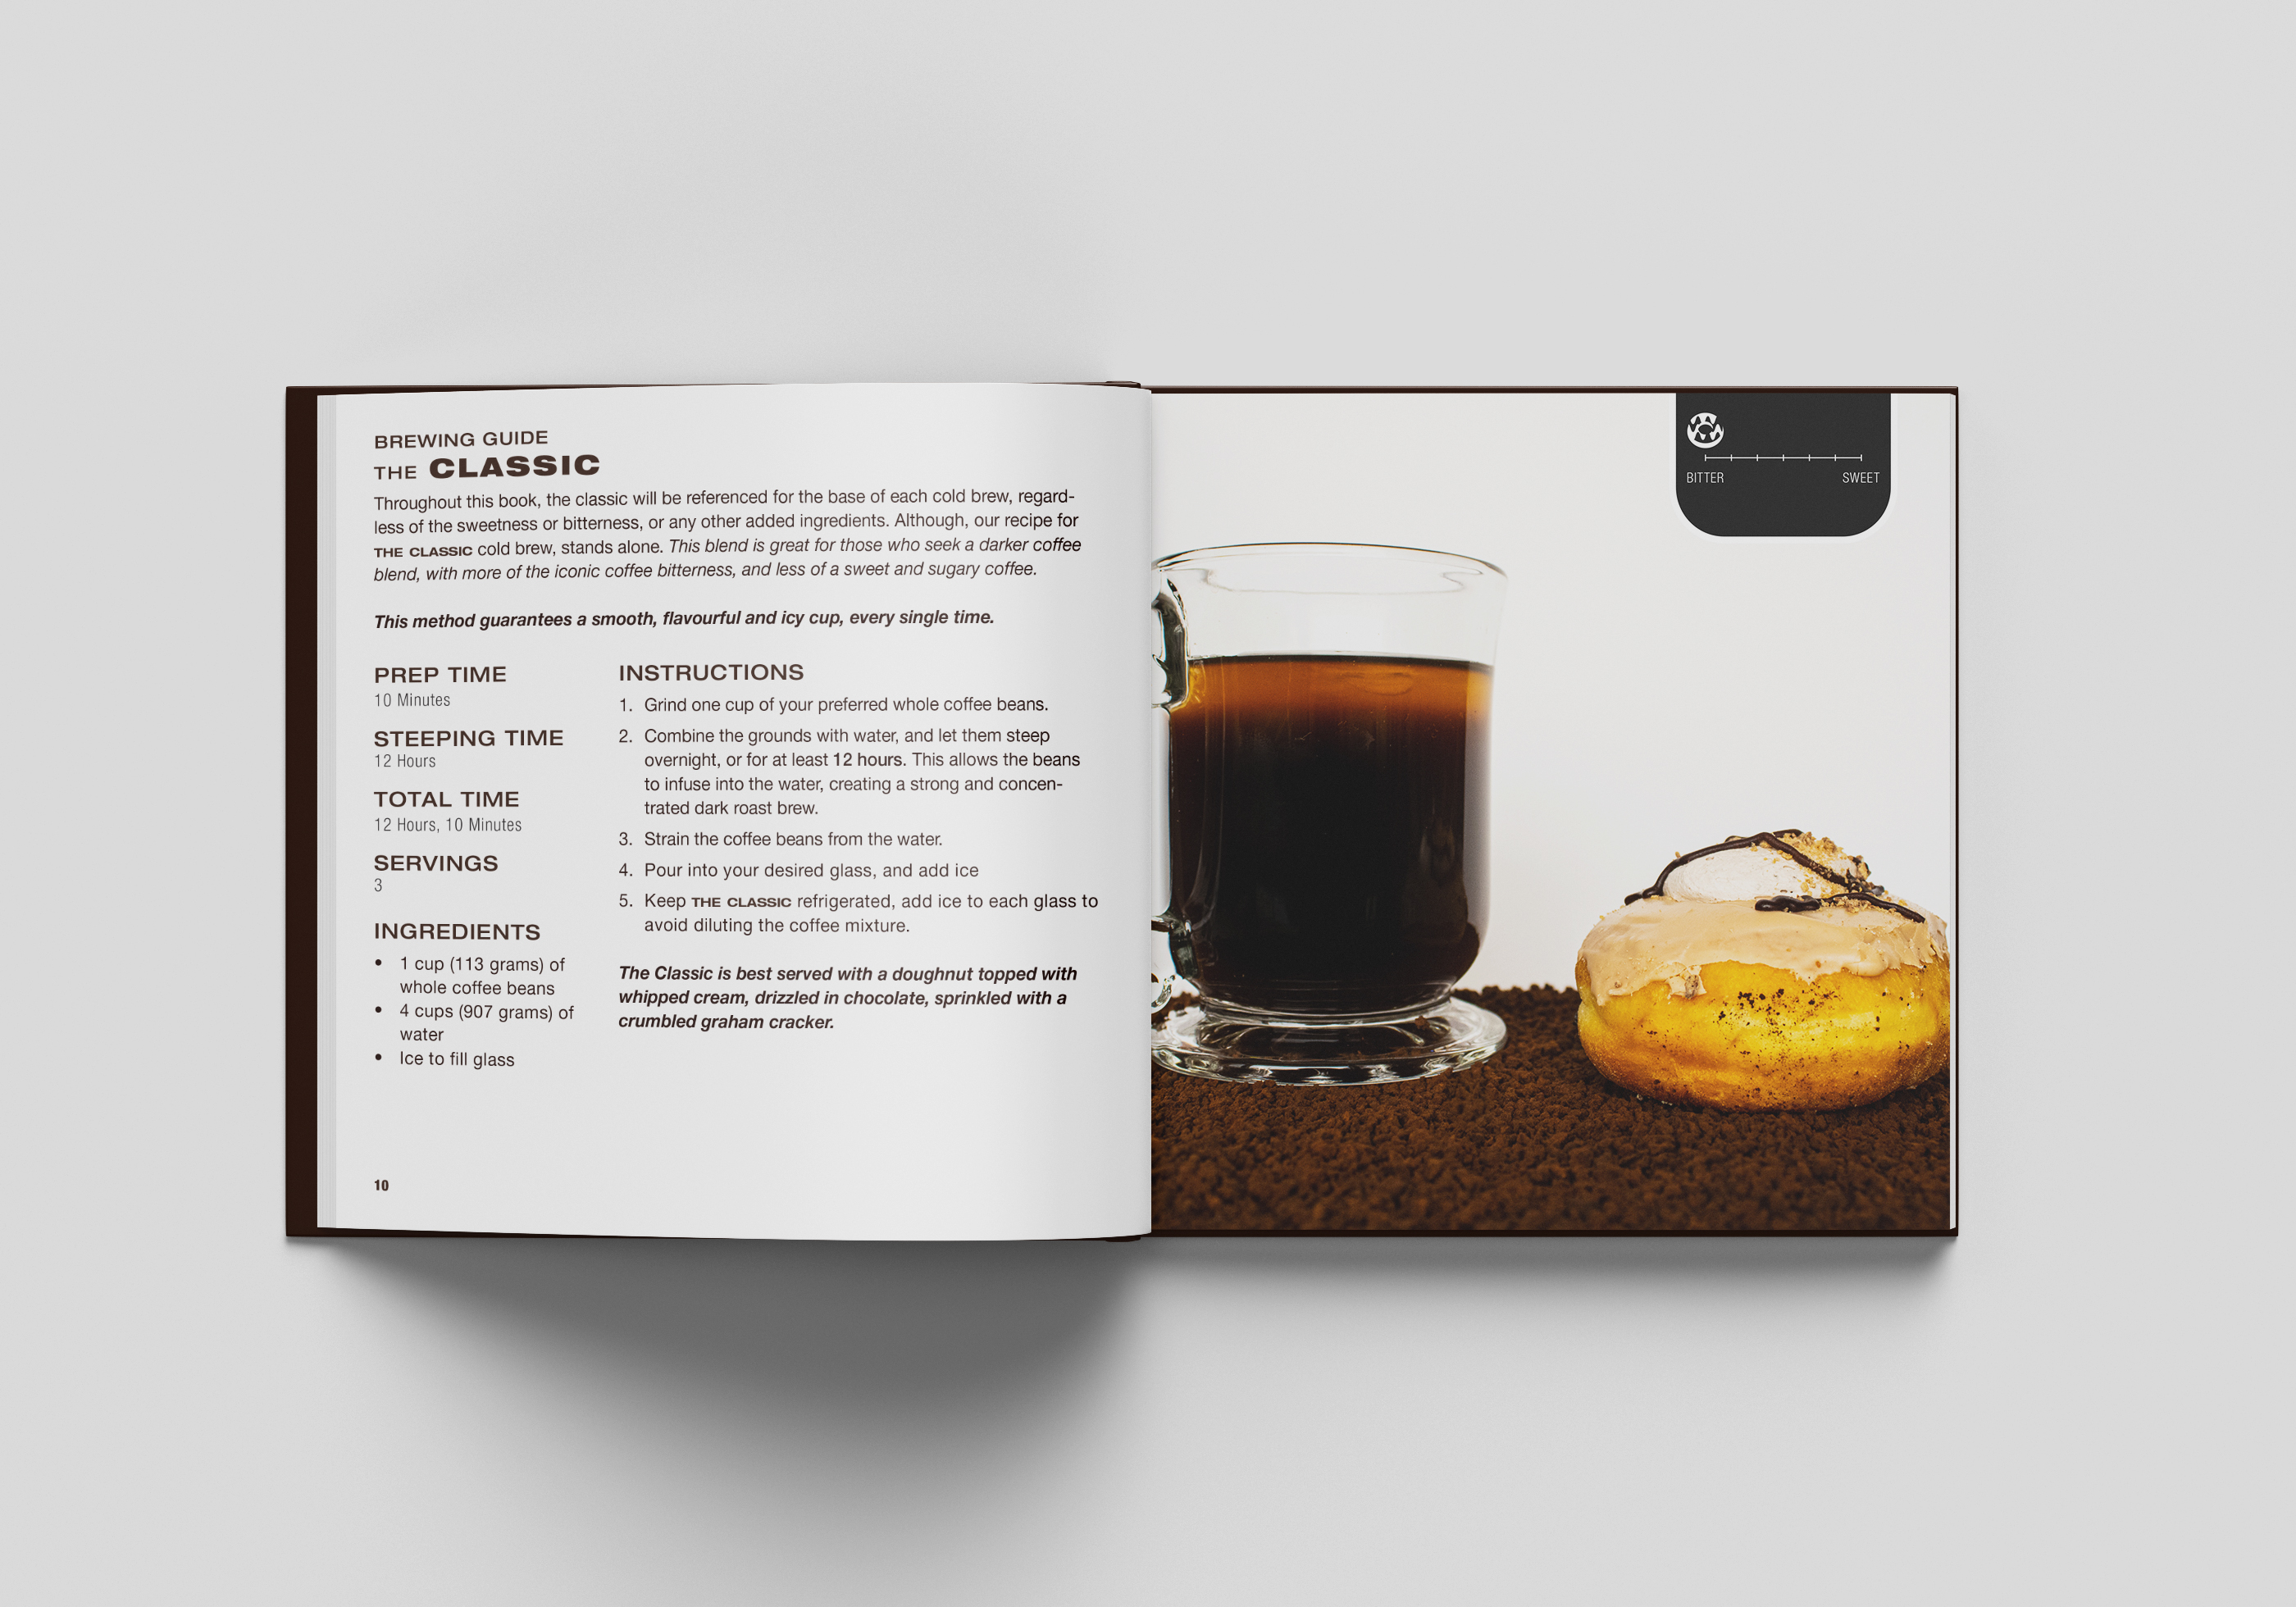 BREWING GUIDE
THE CLASSIC
Throughout this book, the classic will be referenced for the base of each cold brew, regard-
less of the sweetness or bitterness, or any other added ingredients. Although, our recipe for
THE CLASSIC cold brew, stands alone. This blend is great for those who seek a darker coffee
blend, with more of the iconic coffee bitterness, and less of a sweet and sugary coffee.
This method guarantees a smooth, flavourful and icy cup, every single time.
PREP TIME
10 Minutes
STEEPING TIME
12 Hours
TOTAL TIME
12 Hours, 10 Minutes
SERVINGS
3
INGREDIENTS
• 1 cup (113 grams) of
whole coffee beans
• 4 cups (907 grams) of
water
• Ice to fill glass
INSTRUCTIONS
1. Grind one cup of your preferred whole coffee beans.
2. Combine the grounds with water, and let them steep
overnight, or for at least 12 hours. This allows the beans
to infuse into the water, creating a strong and concen-
trated dark roast brew.
3. Strain the coffee beans from the water.
4. Pour into your desired glass, and add ice
5. Keep THE CLASSIC refrigerated, add ice to each glass to
avoid diluting the coffee mixture.
The Classic is best served with a doughnut topped with
whipped cream, drizzled in chocolate, sprinkled with a
crumbled graham cracker.
10
BITTER SWEET